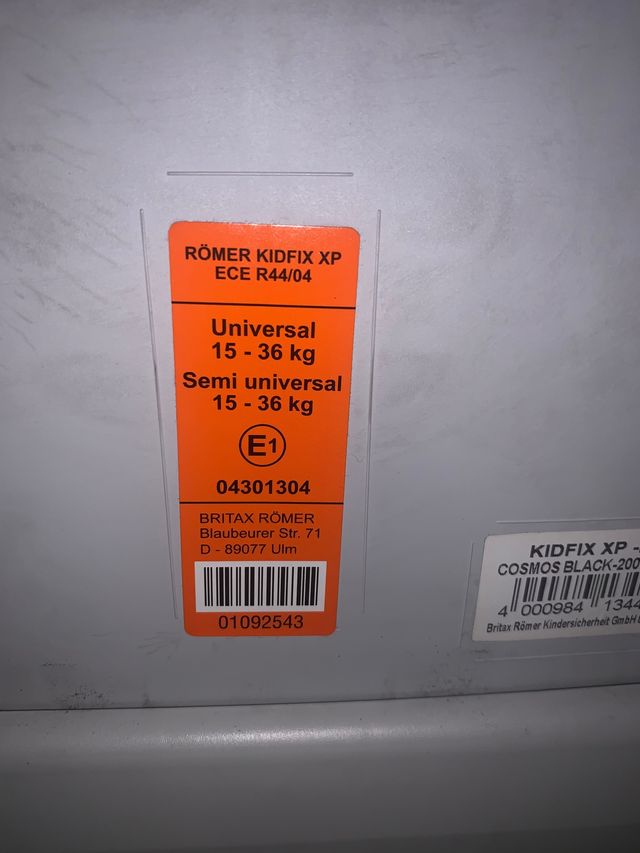 RÖMER KIDFIX XP
ECE R44/04
Universal
15 - 36 kg
Semi universal
15 - 36 kg
E1
04301304
BRITAX RÖMER
Blaubeurer Str. 71
D - 89077 Ulm
01092543
KIDFIX XP -
COSMOS BLACK-200
4 000984 1344
Britax Römer Kindersicherheit GmbH